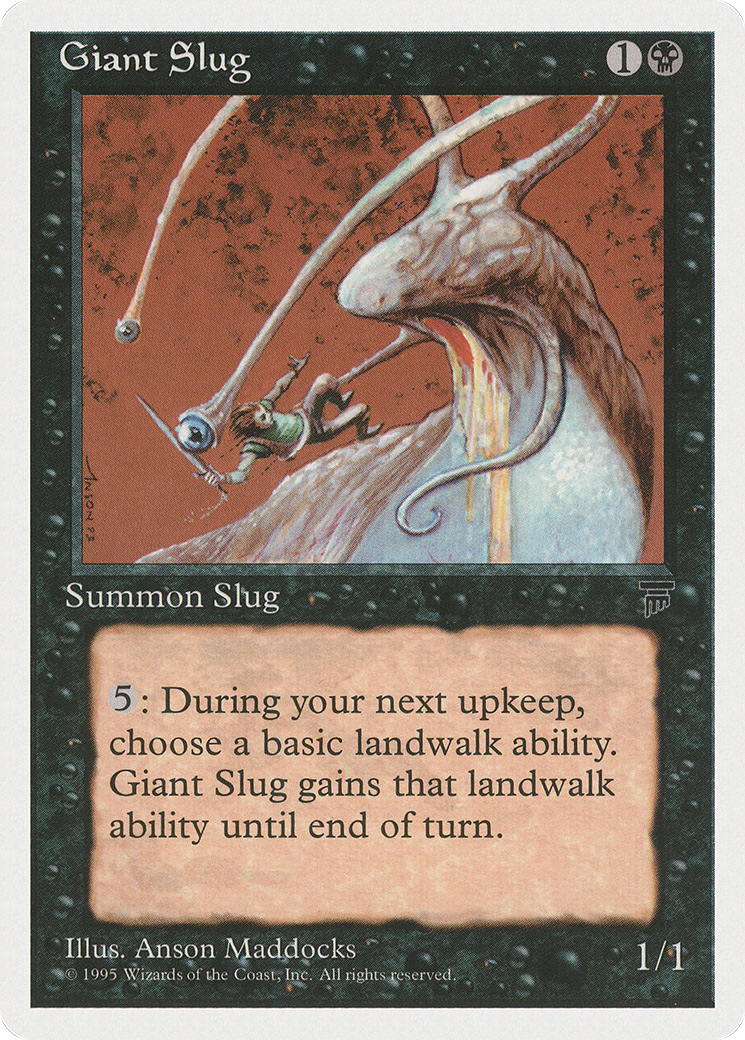 Giant Slug
1
Summon Slug
5: During your next upkeep,
choose a basic landwalk ability.
Giant Slug gains that landwalk
ability until end of turn.
Illus. Anson Maddocks
1/1
© 1995 Wizards of the Coast, Inc. All rights reserved.